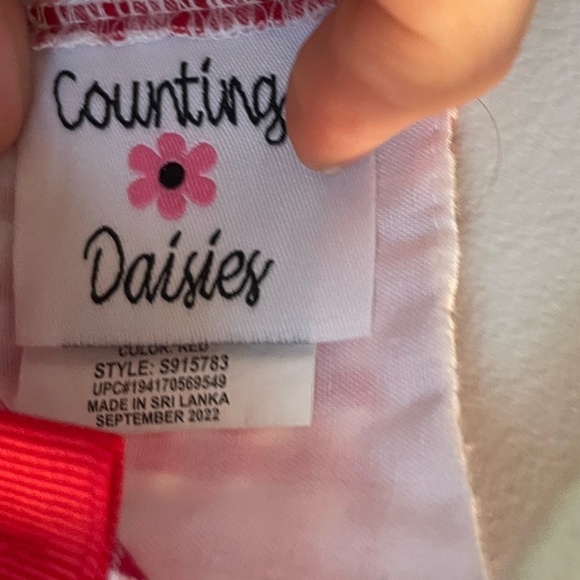 Counting
Daisies
COLOR: RED
STYLE: S915783
UPC#194170569549
MADE IN SRI LANKA
SEPTEMBER 2022